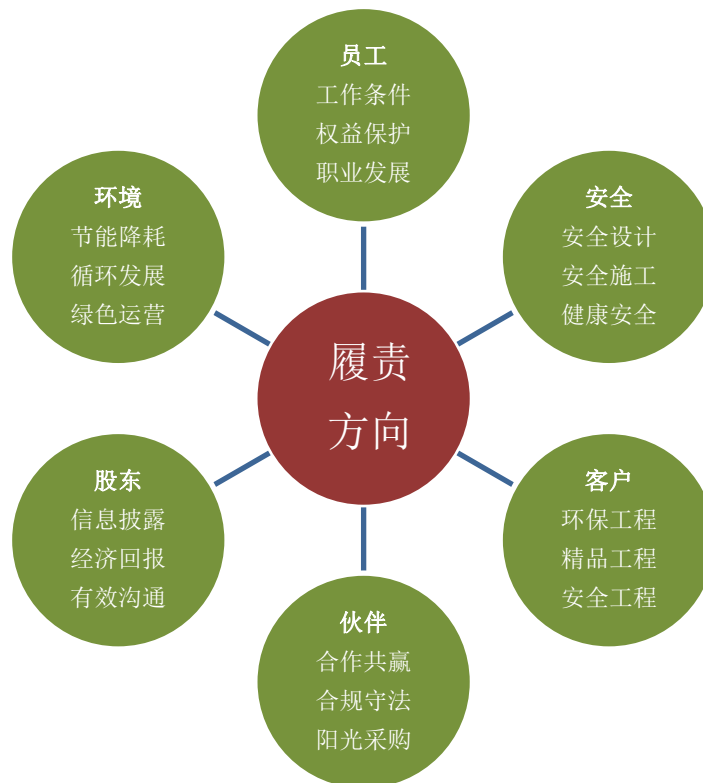 员工
工作条件
权益保护
职业发展
环境
节能降耗
循环发展
绿色运营
安全
安全设计
安全施工
健康安全
履责
方向
股东
信息披露
经济回报
有效沟通
客户
环保工程
精品工程
安全工程
伙伴
合作共赢
合规守法
阳光采购